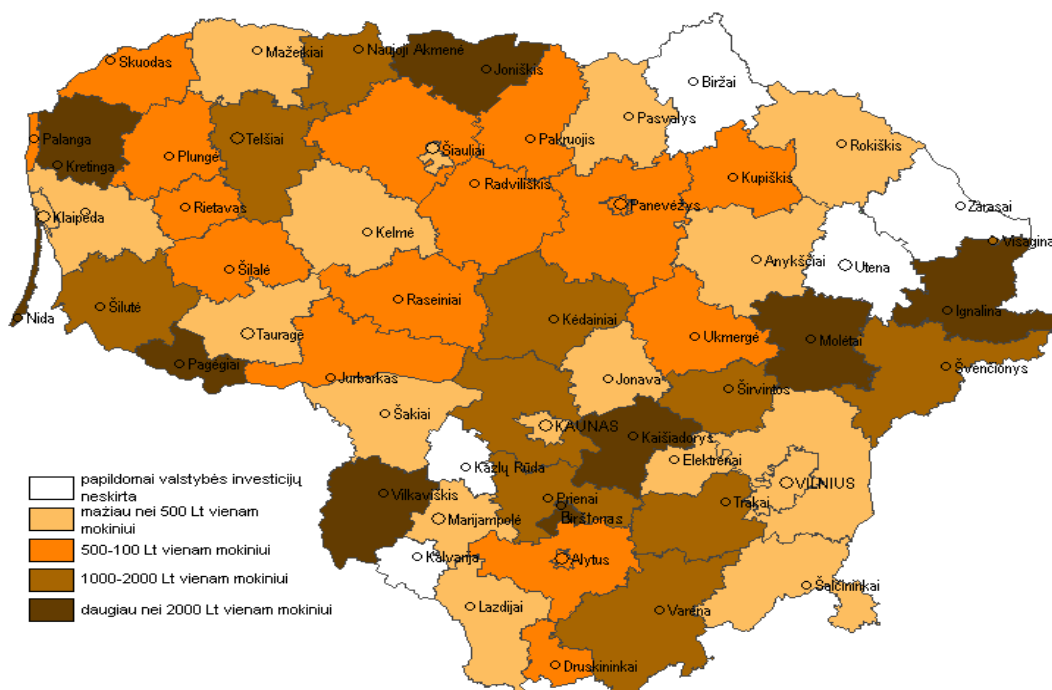 Naujoji Akmenė
Mažeikiai
Skuodas
Joniškis
Biržai
Pasvalys
Palanga
Telšiai
Pakruojis
Šiauliai
Rokiškis
Plungė
Kretinga
Radviliškis
Kupiškis
Rietavas
Panevėžys
Zarasai
Klaipėda
Kelmė
Visagina
Anykščiai
Utena
Šilalė
Raseiniai
Šilutė
Ignalina
Nida
Kėdainiai
Tauragė
Ukmergė
Molėtai
Pagėgiai
Švenčionys
Jurbarkas
Jonava
Širvintos
Šakiai
KAUNAS
Kaišiadorys
Elektrėnai
Kazlų Rūda
VILNIUS
Vilkaviškis
Prienai
Trakai
Birštonas
Marijampolė
Kalvarija
Alytus
Šalčininkai
Lazdijai
Varėna
Druskininkai
papildomai valstybės investicijų
neskirta
mažiau nei 500 Lt vienam
mokiniui
500-100 Lt vienam mokiniui
1000-2000 Lt vienam mokiniui
daugiau nei 2000 Lt vienam mokiniui